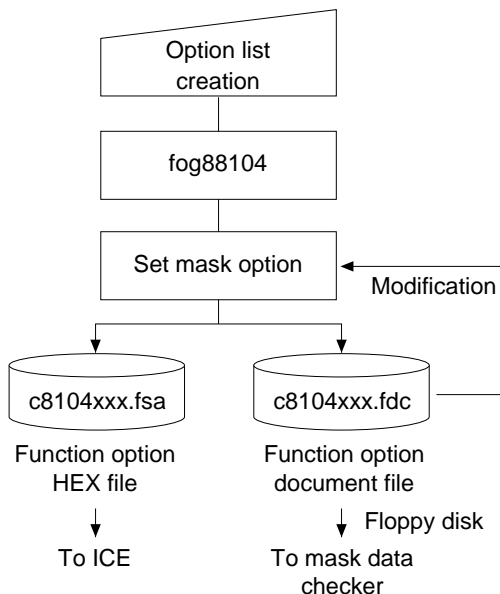 Option list
creation
fog88104
Set mask option
Modification
c8104xxx.fsa
c8104xxx.fdc
Function option
HEX file
Function option
document file
Floppy disk
To ICE
To mask data
checker